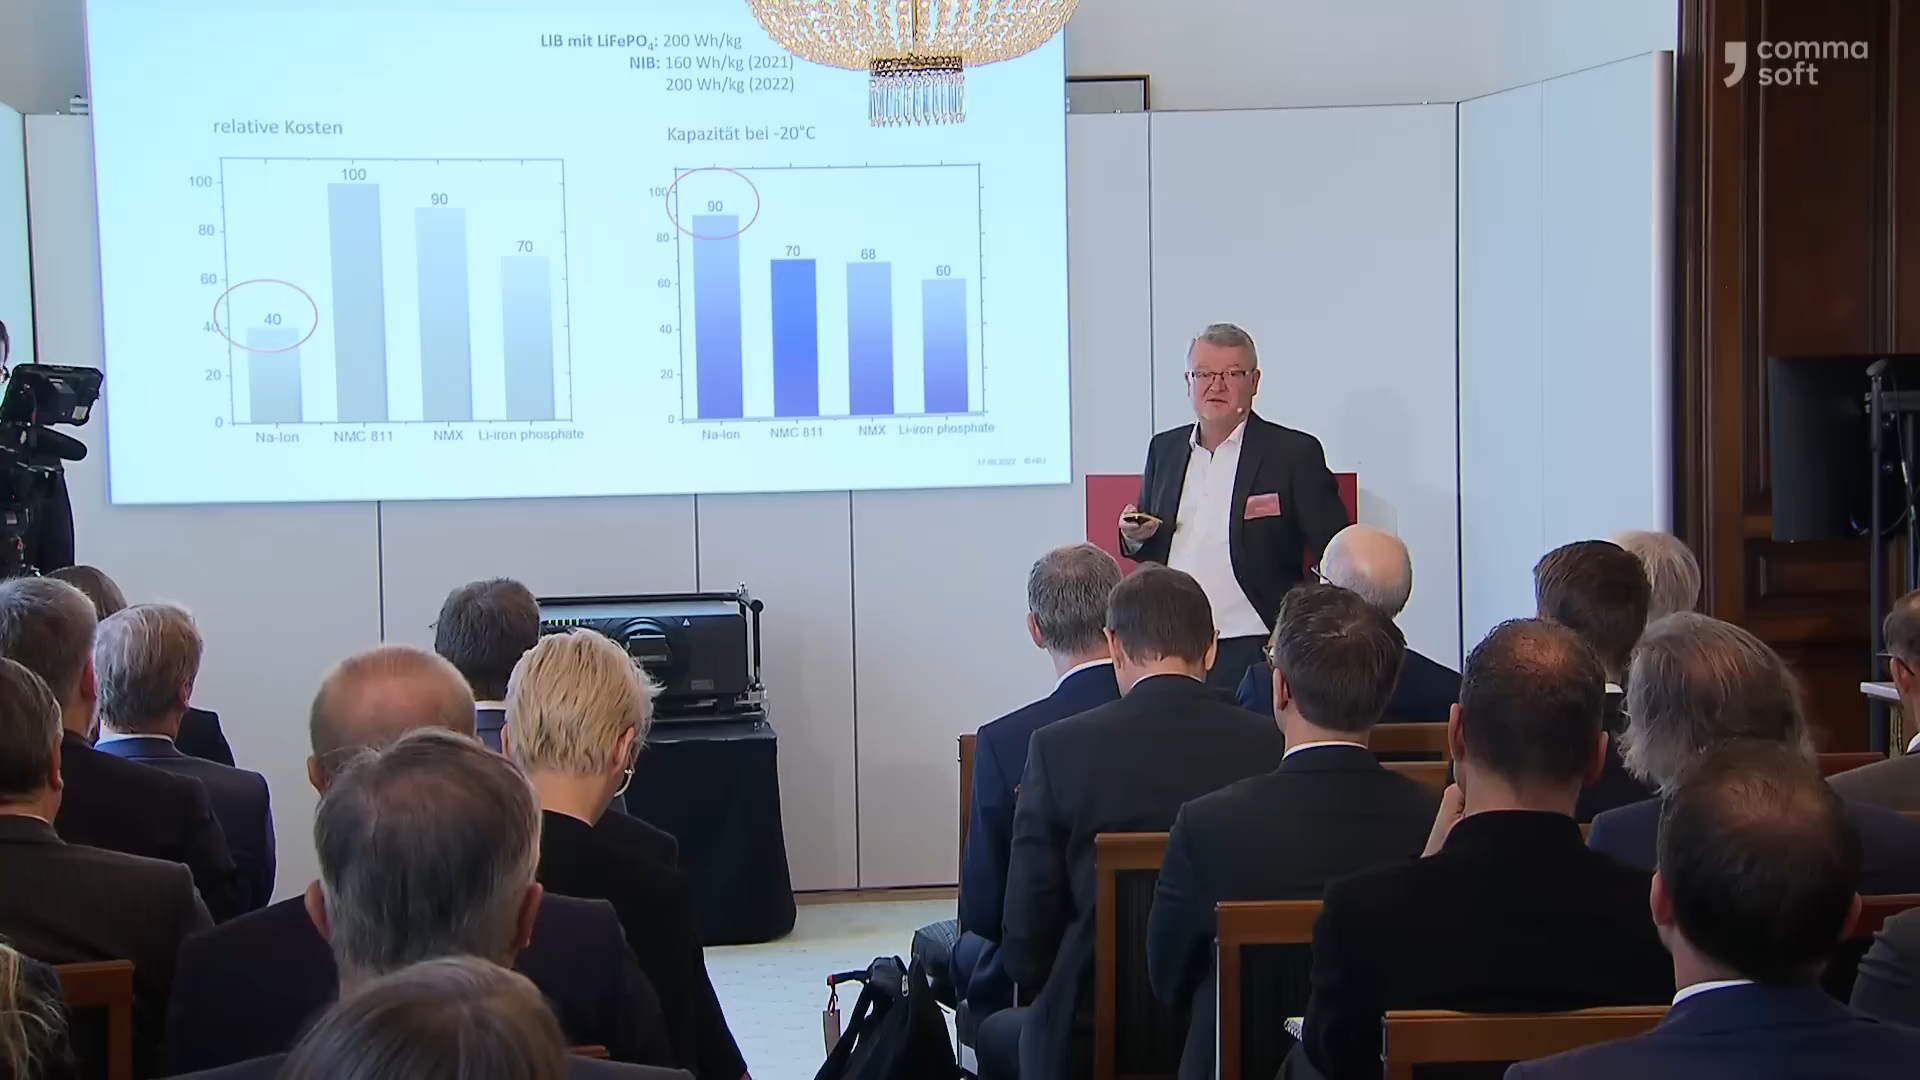 comma
soft
LIB mit LiFePO4: 200 Wh/kg
NIB: 160 Wh/kg (2021)
200 Wh/kg (2022)
relative Kosten
100
80
60
40
20
0
40
100
90
70
Na-Ion
NMC 811
NMX
Li-iron phosphate
Kapazität bei -20°C
100
80
60
40
20
0
90
70
68
60
Na-Ion
NMC 811
NMX
Li-iron phosphate